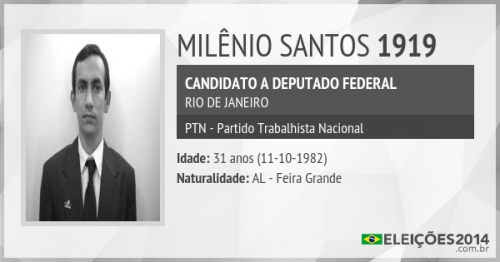 MILÊNIO SANTOS 1919
CANDIDATO A DEPUTADO FEDERAL
RIO DE JANEIRO
PTN - Partido Trabalhista Nacional
Idade: 31 anos (11-10-1982)
Naturalidade: AL - Feira Grande
ELEIÇÕES2014
.com.br